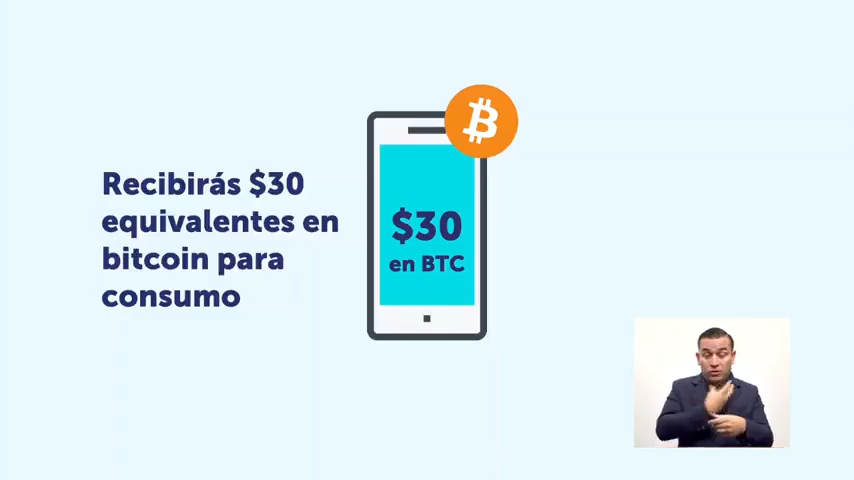 Recibirás $30
equivalentes en
bitcoin para
consumo
$30
en BTC